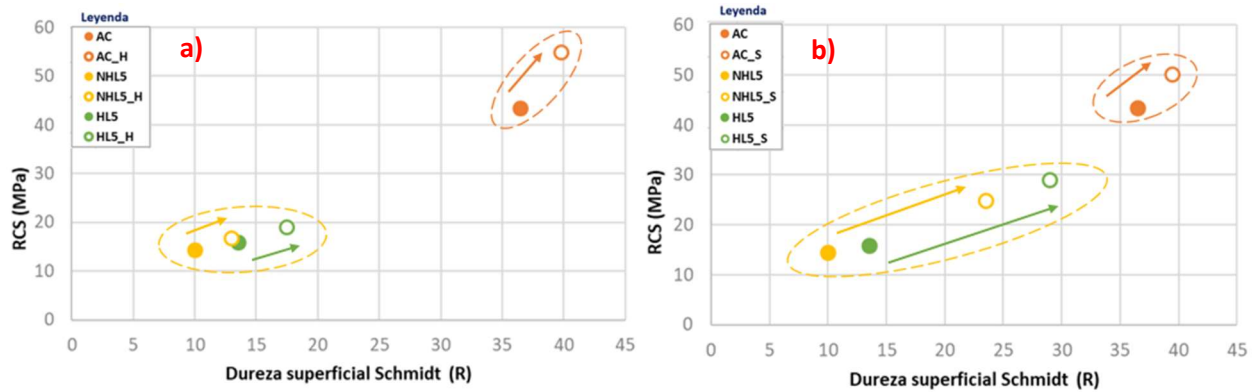 Leyenda
AC
AC_H
NHL5
NHL5_H
HL5
HL5_H
a)
60
50
40
30
20
10
0
RCS (MPa)
0 5 10 15 20 25 30 35 40 45
Dureza superficial Schmidt (R)
Leyenda
AC
AC_S
NHL5
NHL5_S
HL5
HL5_S
b)
60
50
40
30
20
10
0
RCS (MPa)
0 5 10 15 20 25 30 35 40 45
Dureza superficial Schmidt (R)